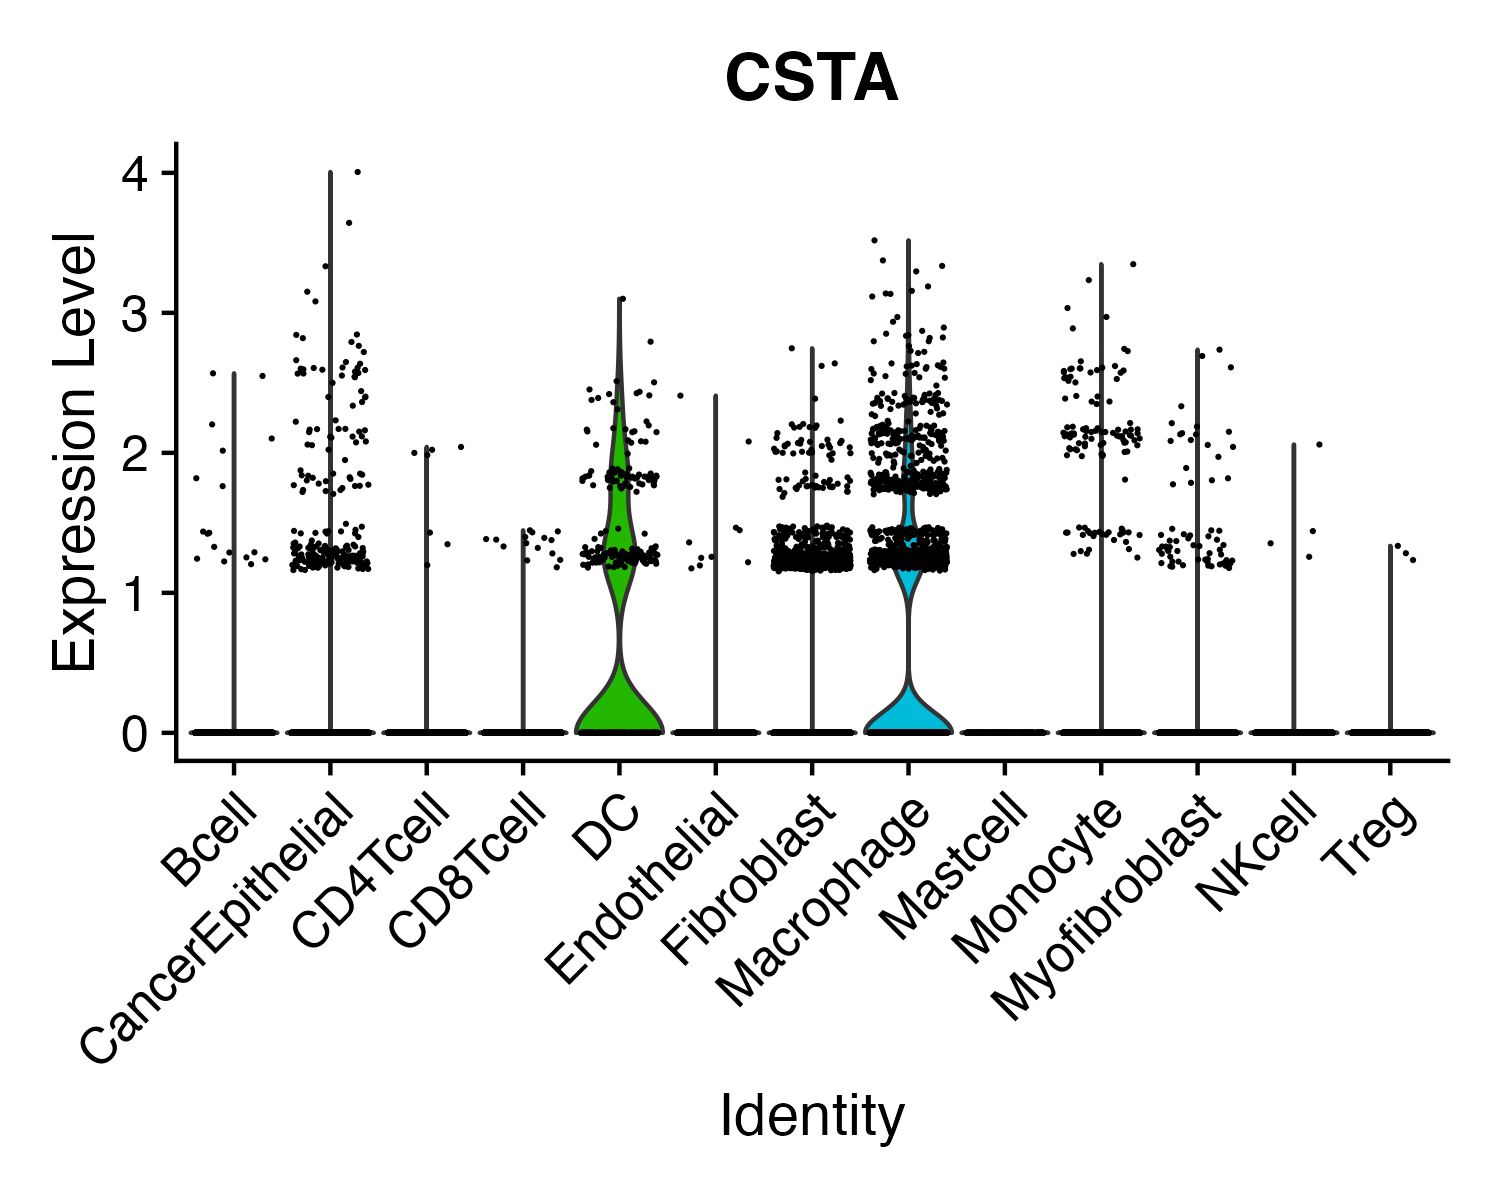 CSTA
Expression Level
4
3
2
1
0
Bcell
CancerEpithelial
CD4Tcell
CD8Tcell
DC
Endothelial
Fibroblast
Macrophage
Mastcell
Monocyte
Myofibroblast
NKcell
Treg
Identity